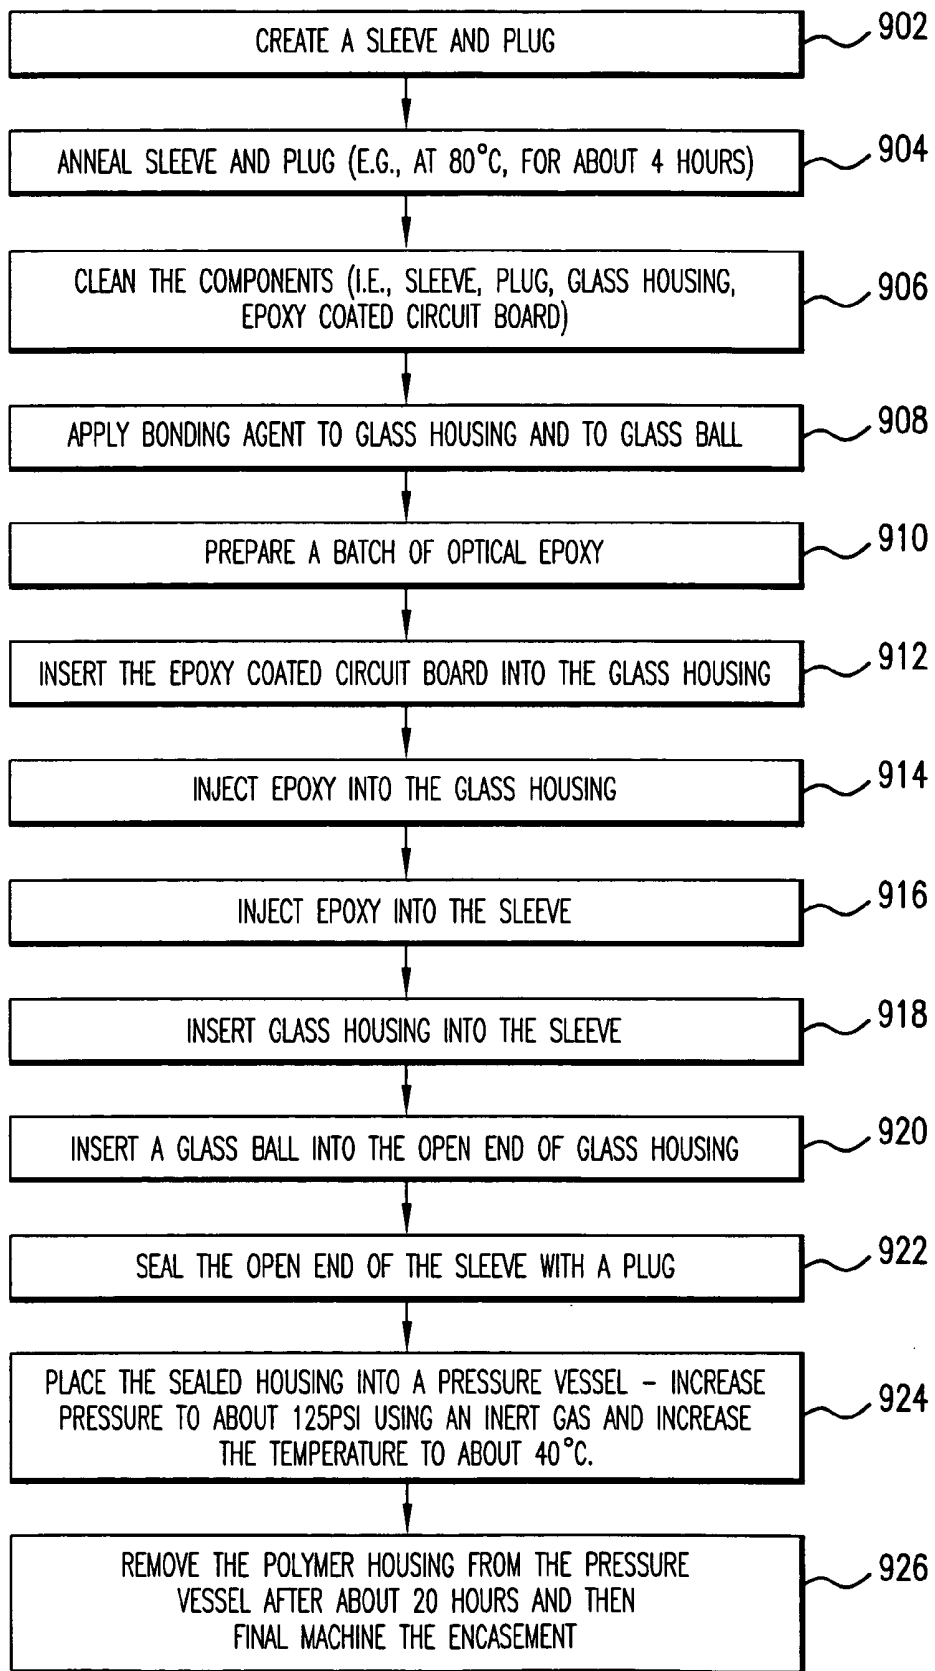 CREATE A SLEEVE AND PLUG
902
ANNEAL SLEEVE AND PLUG (E.G., AT 80°C, FOR ABOUT 4 HOURS)
904
CLEAN THE COMPONENTS (I.E., SLEEVE, PLUG, GLASS HOUSING,
EPOXY COATED CIRCUIT BOARD)
906
APPLY BONDING AGENT TO GLASS HOUSING AND TO GLASS BALL
908
PREPARE A BATCH OF OPTICAL EPOXY
910
INSERT THE EPOXY COATED CIRCUIT BOARD INTO THE GLASS HOUSING
912
INJECT EPOXY INTO THE GLASS HOUSING
914
INJECT EPOXY INTO THE SLEEVE
916
INSERT GLASS HOUSING INTO THE SLEEVE
918
INSERT A GLASS BALL INTO THE OPEN END OF GLASS HOUSING
920
SEAL THE OPEN END OF THE SLEEVE WITH A PLUG
922
PLACE THE SEALED HOUSING INTO A PRESSURE VESSEL – INCREASE
PRESSURE TO ABOUT 125PSI USING AN INERT GAS AND INCREASE
THE TEMPERATURE TO ABOUT 40°C.
924
REMOVE THE POLYMER HOUSING FROM THE PRESSURE
VESSEL AFTER ABOUT 20 HOURS AND THEN
FINAL MACHINE THE ENCASEMENT
926